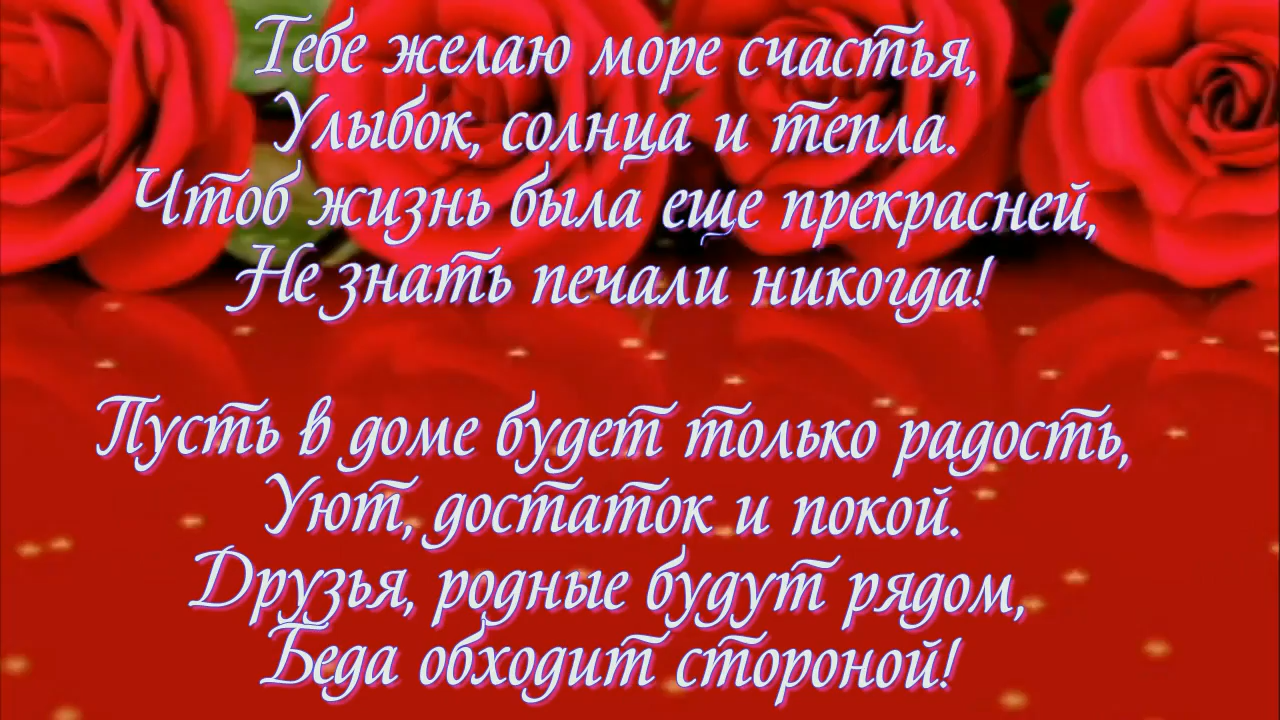 Тебе желаю море счастья,
Улыбок, солнца и тепла.
Чтоб жизнь была еще прекрасней,
Не знать печали никогда!
Пусть в доме будет только радость,
Уют, достаток и покой.
Друзья, родные будут рядом,
Беда обходит стороной!